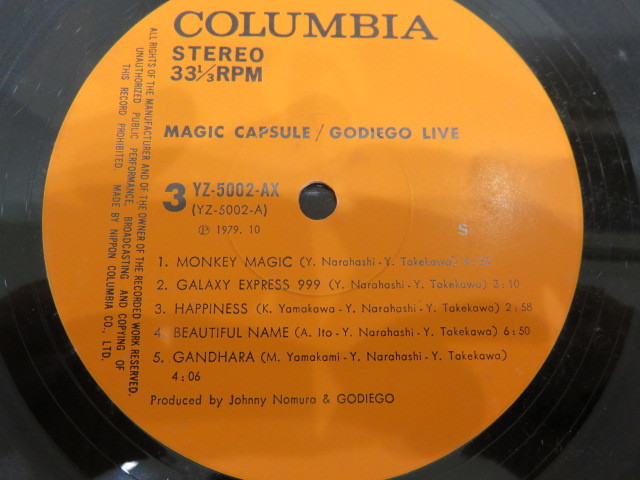 COLUMBIA
STEREO
33⅓RPM
MAGIC CAPSULE / GODIEGO LIVE
3 YZ-5002-AX
(YZ-5002-A)
Ⓟ 1979. 10
S
1. MONKEY MAGIC (Y. Narahashi - Y. Takekawa)
2. GALAXY EXPRESS 999 (Y. Narahashi - Y. Takekawa) 3:10
3. HAPPINESS (K. Yamakawa - Y. Narahashi - Y. Takekawa) 2:58
4. BEAUTIFUL NAME (A. Ito - Y. Narahashi - Y. Takekawa) 6:50
5. GANDHARA (M. Yamakami - Y. Narahashi - Y. Takekawa)
4:06
Produced by Johnny Nomura & GODIEGO
ALL RIGHTS OF THE MANUFACTURER AND OF THE OWNER OF THE RECORDED WORK RESERVED.
UNAUTHORIZED PUBLIC PERFORMANCE, BROADCASTING AND COPYING OF
THIS RECORD PROHIBITED. MADE BY NIPPON COLUMBIA CO., LTD.